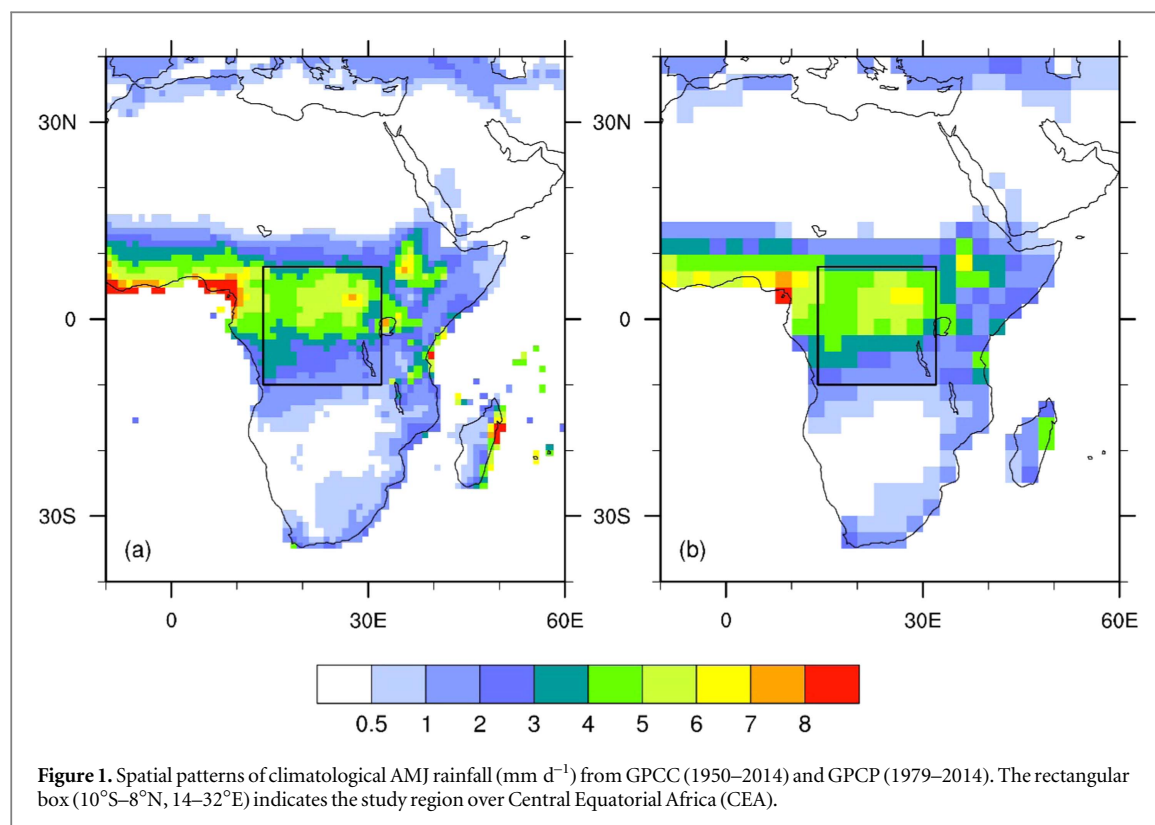 30N
30N
0
0
30S
30S
(a)
(b)
0
30E
60E
0
30E
60E
0.5 1 2 3 4 5 6 7 8
Figure 1. Spatial patterns of climatological AMJ rainfall (mm d⁻¹) from GPCC (1950–2014) and GPCP (1979–2014). The rectangular
box (10°S–8°N, 14–32°E) indicates the study region over Central Equatorial Africa (CEA).